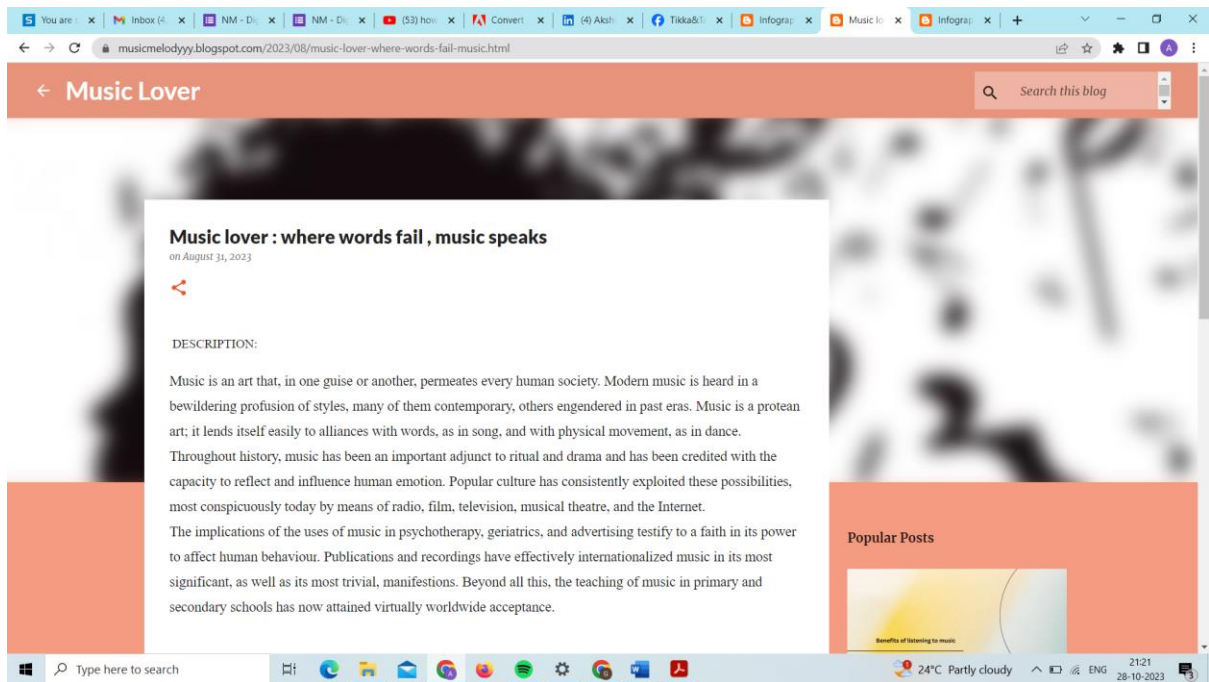 You are s
Inbox (4
NM - Dig
NM - Dig
(53) how
Convert
(4) Aksh
Tikka&T
Infograp
Music lo
Infograp
musicmelodyyy.blogspot.com/2023/08/music-lover-where-words-fail-music.html
A
Music Lover
Search this blog
Music lover : where words fail , music speaks
on August 31, 2023
DESCRIPTION:
Music is an art that, in one guise or another, permeates every human society. Modern music is heard in a
bewildering profusion of styles, many of them contemporary, others engendered in past eras. Music is a protean
art; it lends itself easily to alliances with words, as in song, and with physical movement, as in dance.
Throughout history, music has been an important adjunct to ritual and drama and has been credited with the
capacity to reflect and influence human emotion. Popular culture has consistently exploited these possibilities,
most conspicuously today by means of radio, film, television, musical theatre, and the Internet.
The implications of the uses of music in psychotherapy, geriatrics, and advertising testify to a faith in its power
to affect human behaviour. Publications and recordings have effectively internationalized music in its most
significant, as well as its most trivial, manifestions. Beyond all this, the teaching of music in primary and
secondary schools has now attained virtually worldwide acceptance.
Popular Posts
Benefits of listening to music
Type here to search
24°C Partly cloudy
ENG
21:21
28-10-2023
3